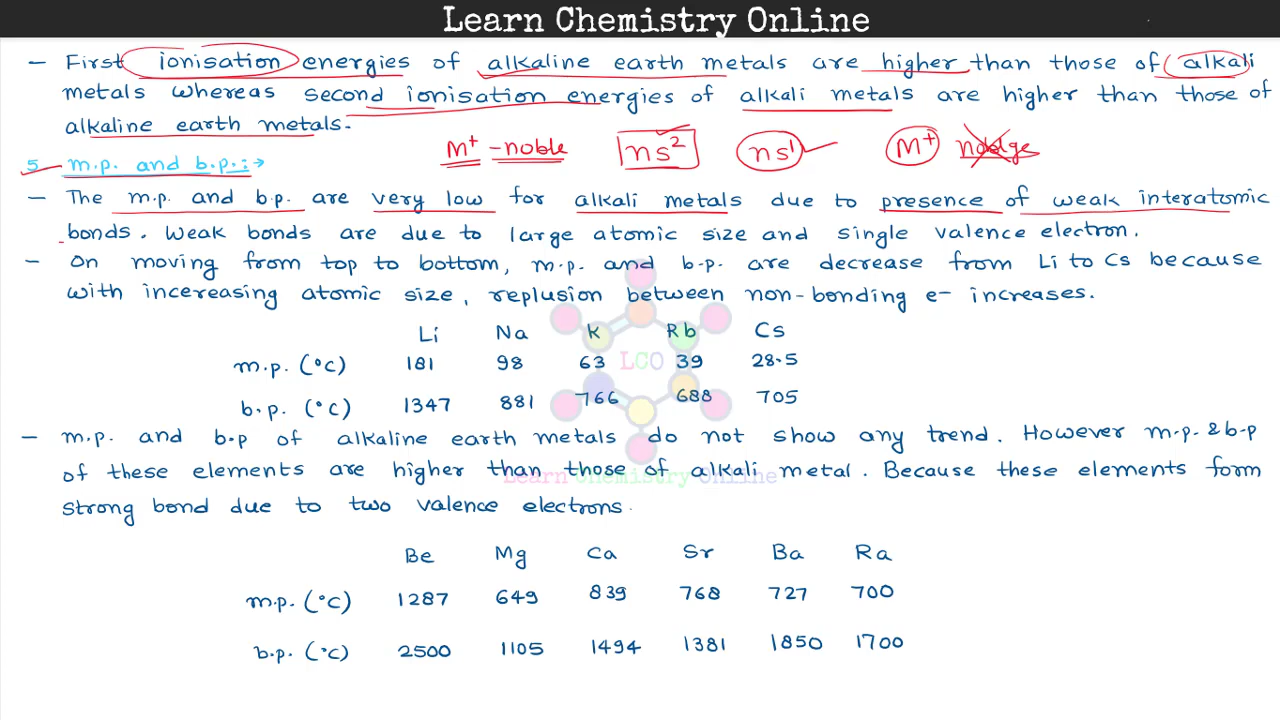 Learn Chemistry Online
- First ionisation energies of alkaline earth metals are higher than those of alkali
metals whereas second ionisation energies of alkali metals are higher than those of
alkaline earth metals.
M+ - noble ns² ns¹ M+
5. m.p. and b.p.:→
- The m.p. and b.p. are very low for alkali metals due to presence of weak interatomic
bonds. Weak bonds are due to large atomic size and single valence electron.
- On moving from top to bottom, m.p. and b.p. are decrease from Li to Cs because
with incereasing atomic size, replusion between non-bonding e- increases.
Li Na K Rb Cs
m.p. (°C) 181 98 63 39 28.5
LCO
b.p. (°C) 1347 881 766 688 705
- m.p. and b.p of alkaline earth metals do not show any trend. However m.p. & b.p
of these elements are higher than those of alkali metal. Because these elements form
Learn Chemistry Online
strong bond due to two valence electrons.
Be Mg Ca Sr Ba Ra
m.p. (°C) 1287 649 839 768 727 700
b.p. (°C) 2500 1105 1494 1381 1850 1700